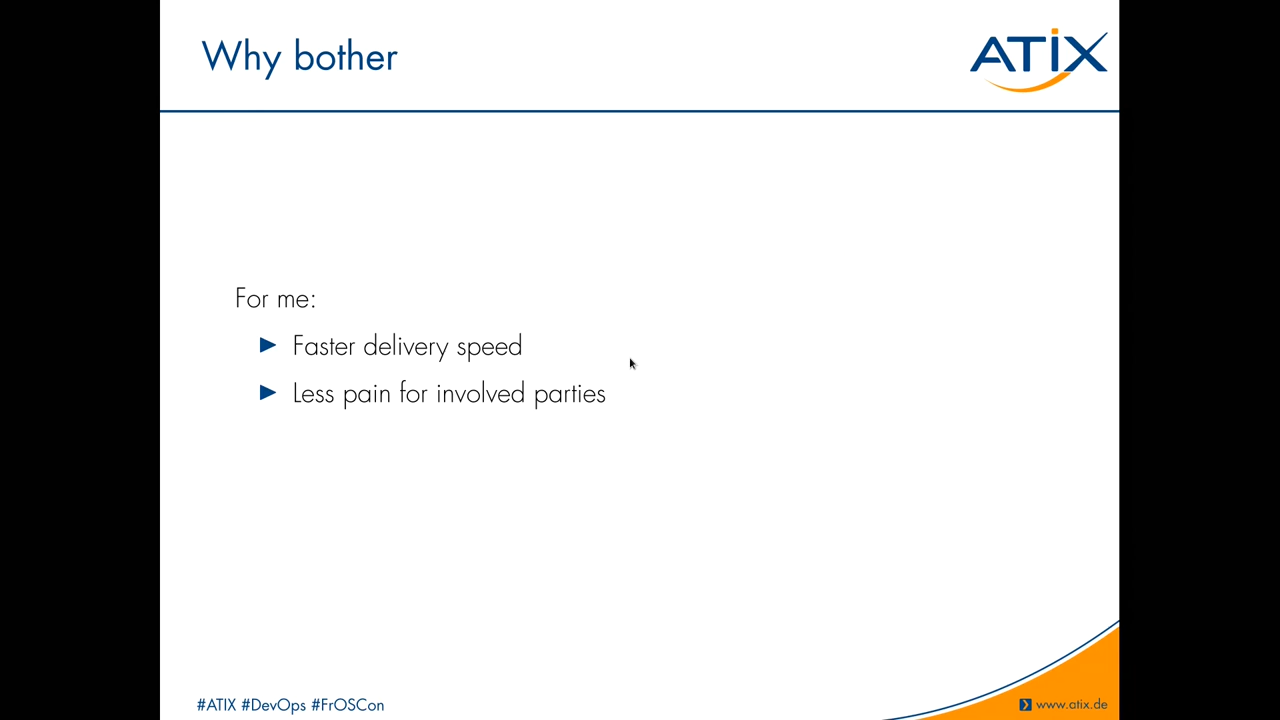 Why bother
ATIX
For me:
Faster delivery speed
Less pain for involved parties
#ATIX #DevOps #FrOSCon
www.atix.de